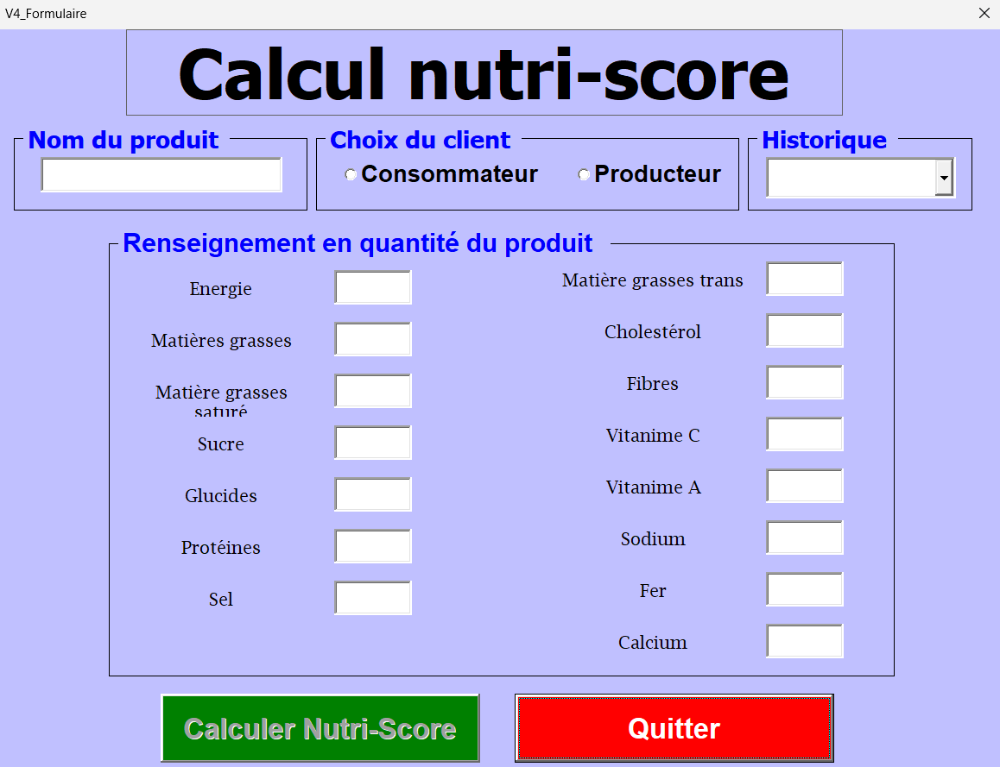 V4_Formulaire
Calcul nutri-score
Nom du produit
Choix du client
Consommateur
Producteur
Historique
Renseignement en quantité du produit
Energie
Matières grasses
Matière grasses
saturé
Sucre
Glucides
Protéines
Sel
Matière grasses trans
Cholestérol
Fibres
Vitanime C
Vitanime A
Sodium
Fer
Calcium
Calculer Nutri-Score
Quitter